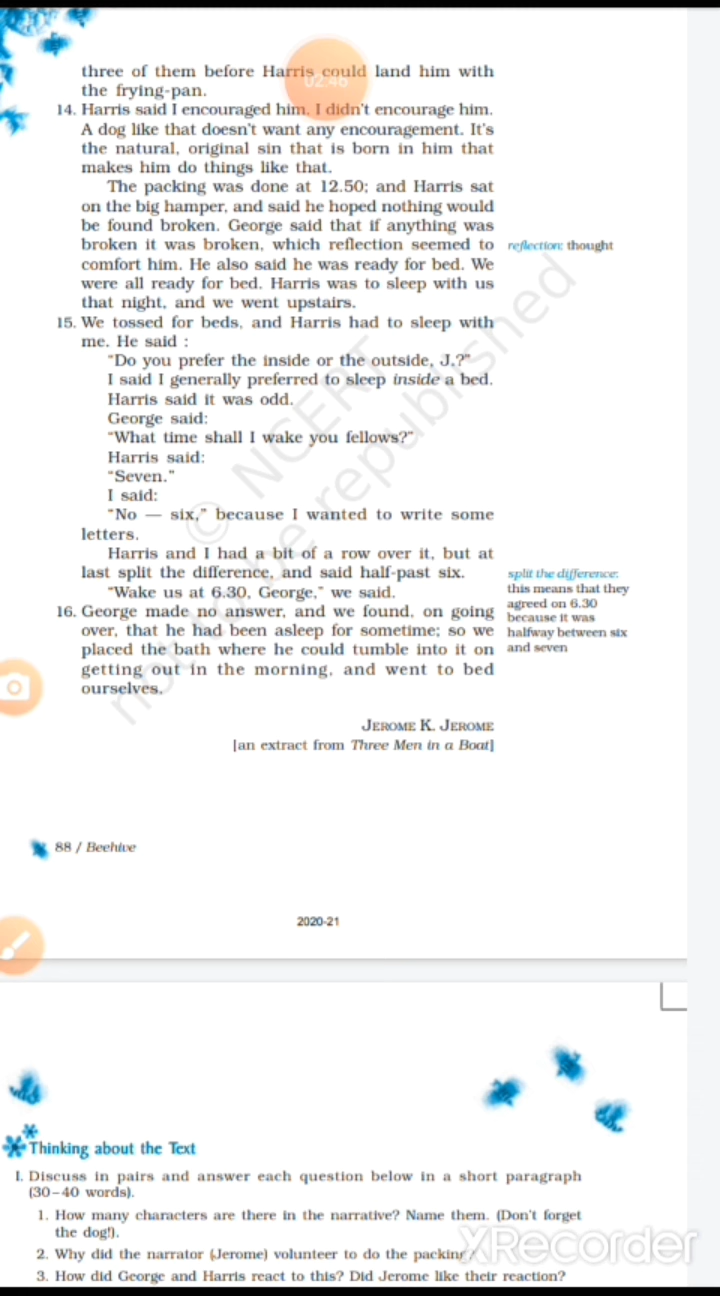 three of them before Harris could land him with
02:46
the frying-pan.
14. Harris said I encouraged him. I didn't encourage him.
A dog like that doesn't want any encouragement. It's
the natural, original sin that is born in him that
makes him do things like that.
The packing was done at 12.50; and Harris sat
on the big hamper, and said he hoped nothing would
be found broken. George said that if anything was
broken it was broken, which reflection seemed to
reflection: thought
comfort him. He also said he was ready for bed. We
were all ready for bed. Harris was to sleep with us
that night, and we went upstairs.
15. We tossed for beds, and Harris had to sleep with
me. He said :
"Do you prefer the inside or the outside, J.?"
I said I generally preferred to sleep inside a bed.
Harris said it was odd.
George said:
"What time shall I wake you fellows?"
Harris said:
"Seven."
I said:
"No — six," because I wanted to write some
letters.
Harris and I had a bit of a row over it, but at
last split the difference, and said half-past six.
"Wake us at 6.30, George," we said.
split the difference:
this means that they
agreed on 6.30
because it was
halfway between six
and seven
16. George made no answer, and we found, on going
over, that he had been asleep for sometime; so we
placed the bath where he could tumble into it on
getting out in the morning, and went to bed
ourselves.
JEROME K. JEROME
[an extract from Three Men in a Boat]
© NCERT
not to be republished
88 / Beehive
2020-21
Thinking about the Text
I. Discuss in pairs and answer each question below in a short paragraph
(30–40 words).
1. How many characters are there in the narrative? Name them. (Don't forget
the dog!).
2. Why did the narrator (Jerome) volunteer to do the packing?
XRecorder
3. How did George and Harris react to this? Did Jerome like their reaction?